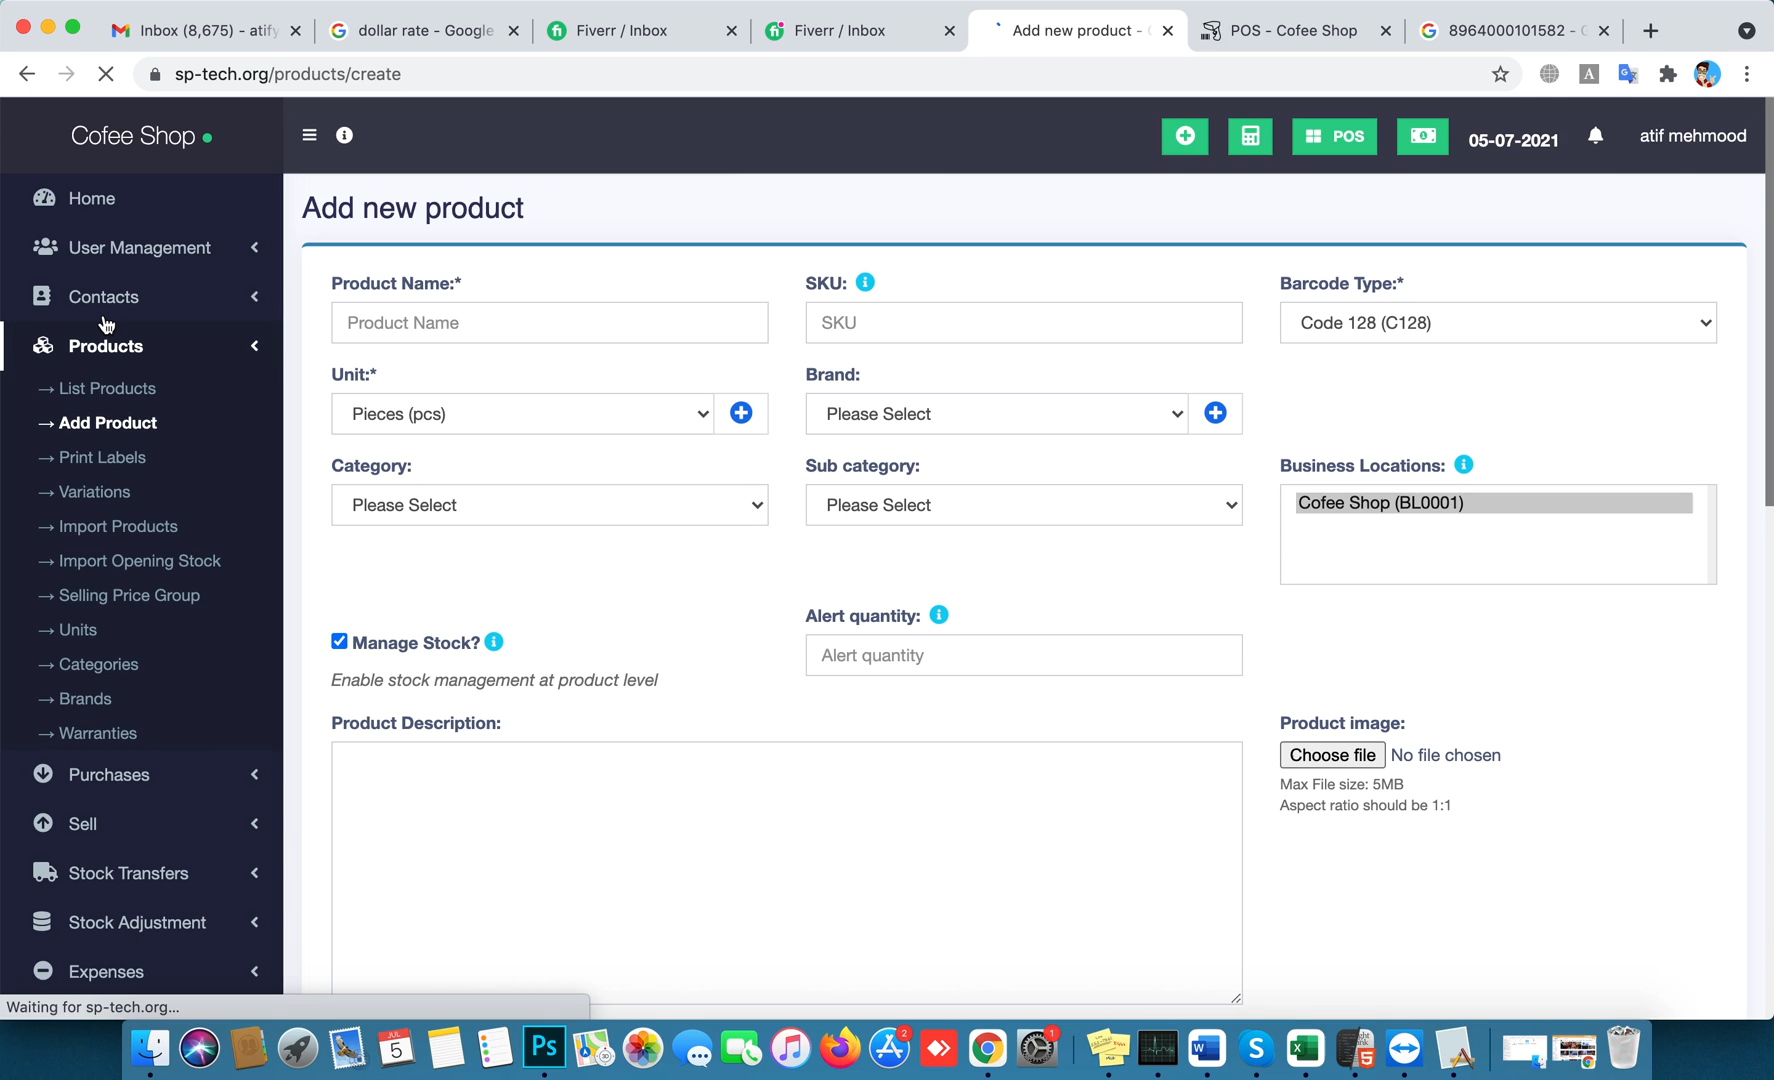 Inbox (8,675) - atify
dollar rate - Google
Fiverr / Inbox
Fiverr / Inbox
Add new product -
POS - Cofee Shop
8964000101582 -
sp-tech.org/products/create
Cofee Shop
POS
05-07-2021
atif mehmood
Home
User Management
Contacts
Products
→ List Products
→ Add Product
→ Print Labels
→ Variations
→ Import Products
→ Import Opening Stock
→ Selling Price Group
→ Units
→ Categories
→ Brands
→ Warranties
Purchases
Sell
Stock Transfers
Stock Adjustment
Expenses
Waiting for sp-tech.org...
Add new product
Product Name:*
Product Name
SKU:
SKU
Barcode Type:*
Code 128 (C128)
Unit:*
Pieces (pcs)
Brand:
Please Select
Category:
Please Select
Sub category:
Please Select
Business Locations:
Cofee Shop (BL0001)
Manage Stock?
Enable stock management at product level
Alert quantity:
Alert quantity
Product Description:
Product image:
Choose file No file chosen
Max File size: 5MB
Aspect ratio should be 1:1
JUL
5
Ps
2
1
W
S
X
5